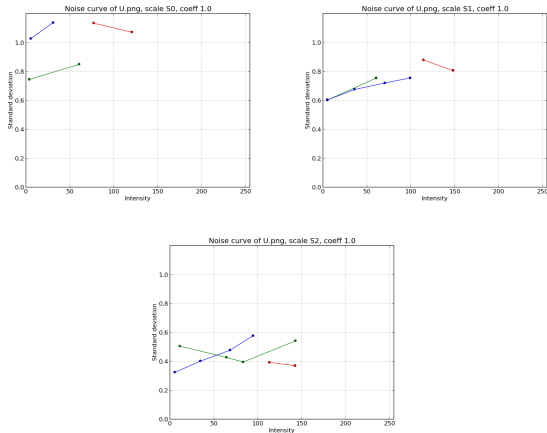 Noise curve of U.png, scale S0, coeff 1.0
Standard deviation
1.0
0.8
0.6
0.4
0.2
0.0
0 50 100 150 200 250
Intensity
Noise curve of U.png, scale S1, coeff 1.0
Standard deviation
1.0
0.8
0.6
0.4
0.2
0.0
0 50 100 150 200 250
Intensity
Noise curve of U.png, scale S2, coeff 1.0
Standard deviation
1.0
0.8
0.6
0.4
0.2
0.0
0 50 100 150 200 250
Intensity